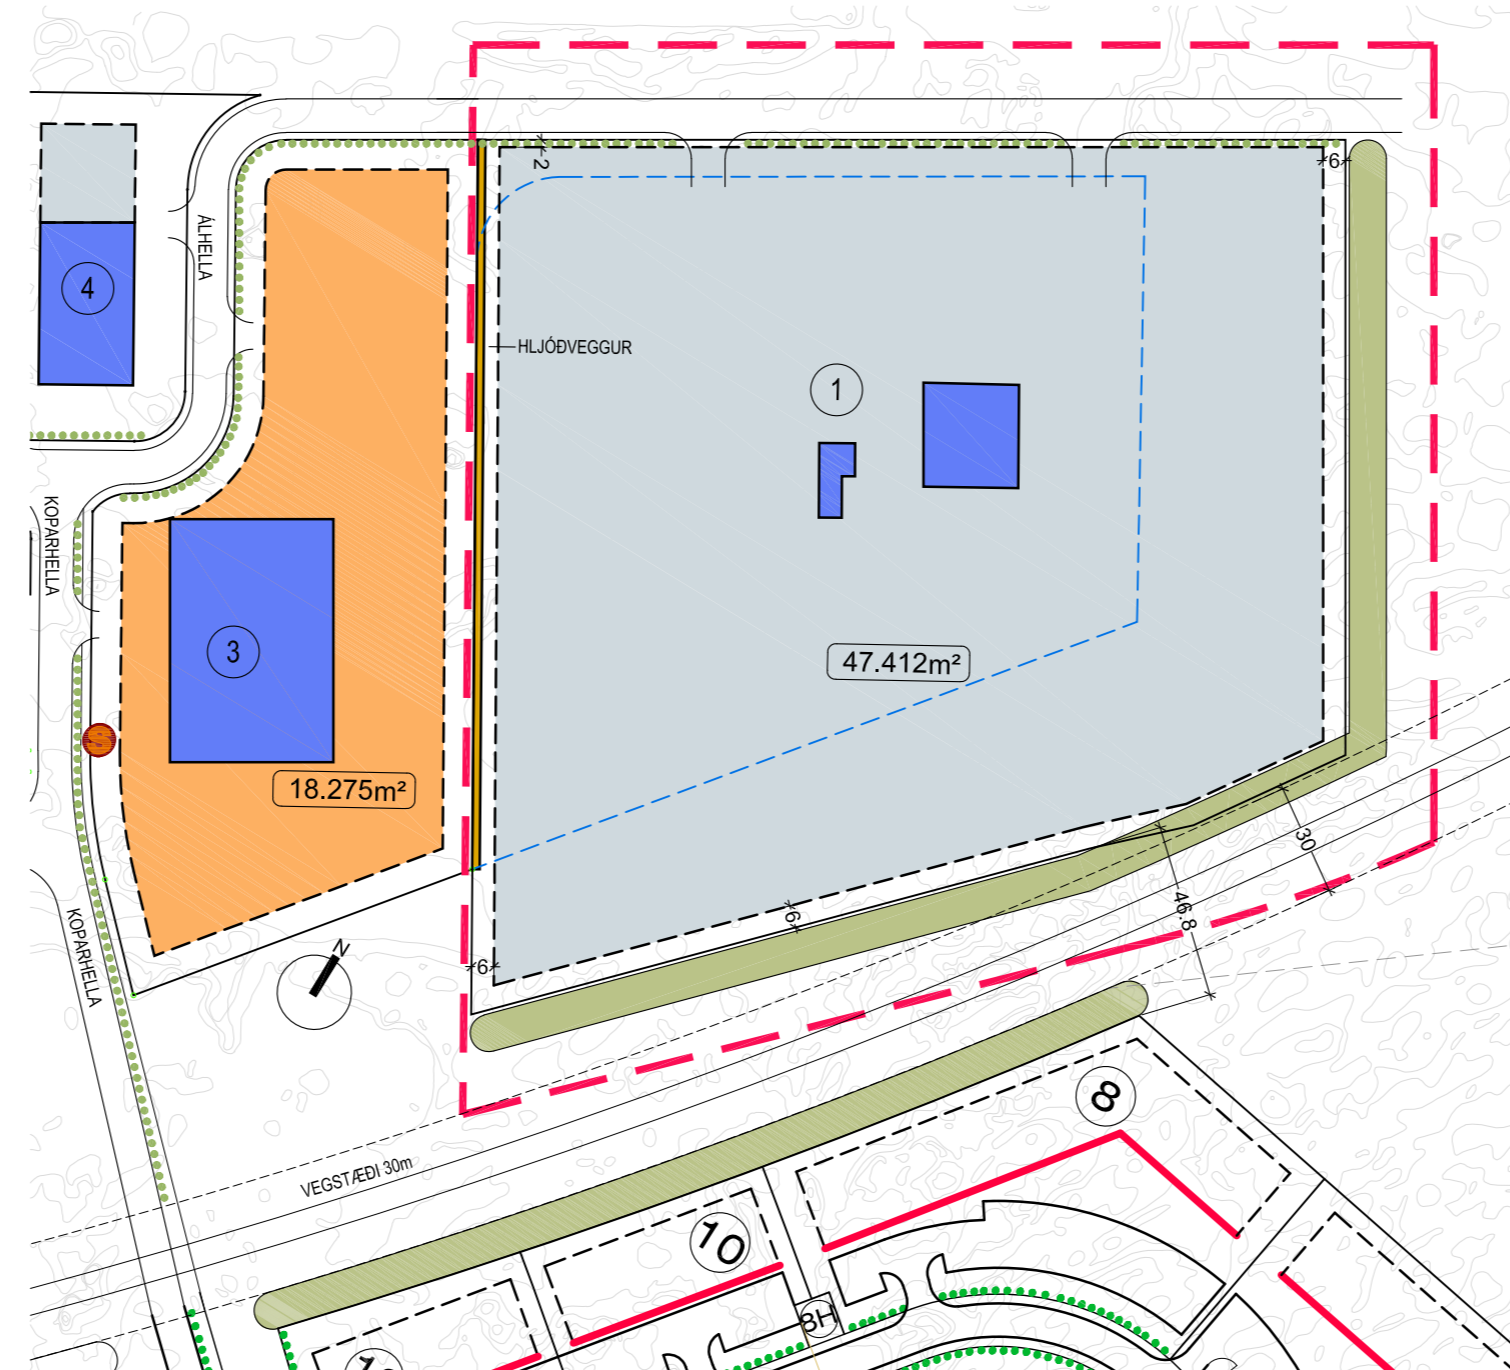 2
6
4
ÁLHELLA
HLJÓÐVEGGUR
1
KOPARHELLA
3
47.412m²
S
18.275m²
30
46.8
6
6
KOPARHELLA
N
8
VEGSTÆÐI 30m
10
8H